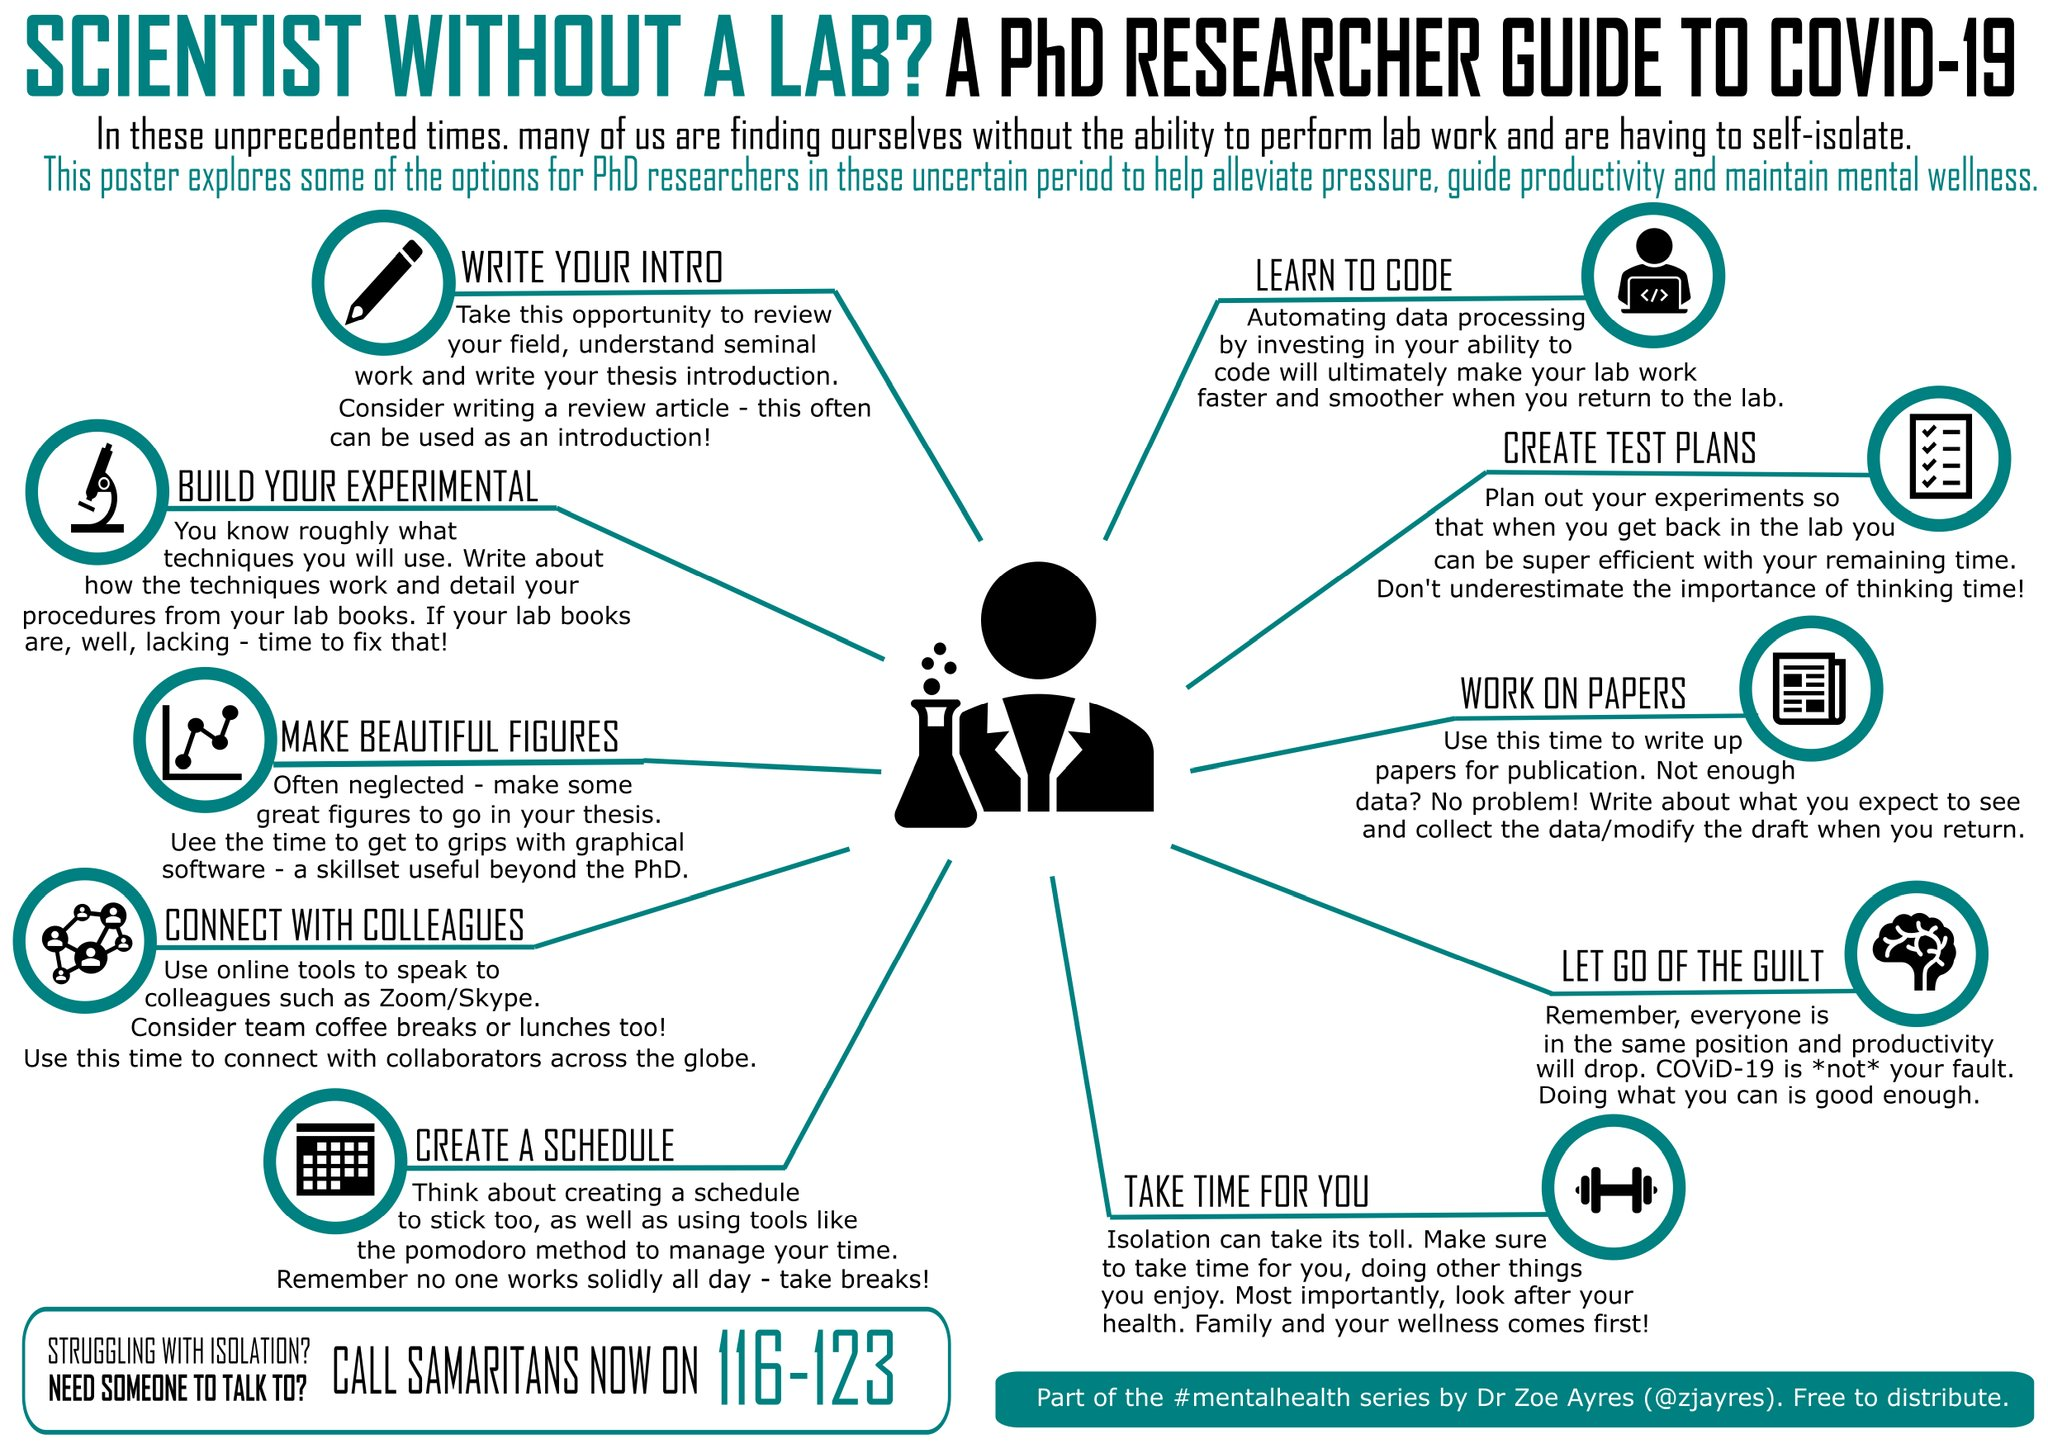 SCIENTIST WITHOUT A LAB? A PhD RESEARCHER GUIDE TO COVID-19
In these unprecedented times. many of us are finding ourselves without the ability to perform lab work and are having to self-isolate.
This poster explores some of the options for PhD researchers in these uncertain period to help alleviate pressure, guide productivity and maintain mental wellness.
WRITE YOUR INTRO
Take this opportunity to review
your field, understand seminal
work and write your thesis introduction.
Consider writing a review article - this often
can be used as an introduction!
BUILD YOUR EXPERIMENTAL
You know roughly what
techniques you will use. Write about
how the techniques work and detail your
procedures from your lab books. If your lab books
are, well, lacking - time to fix that!
MAKE BEAUTIFUL FIGURES
Often neglected - make some
great figures to go in your thesis.
Uee the time to get to grips with graphical
software - a skillset useful beyond the PhD.
CONNECT WITH COLLEAGUES
Use online tools to speak to
colleagues such as Zoom/Skype.
Consider team coffee breaks or lunches too!
Use this time to connect with collaborators across the globe.
CREATE A SCHEDULE
Think about creating a schedule
to stick too, as well as using tools like
the pomodoro method to manage your time.
Remember no one works solidly all day - take breaks!
LEARN TO CODE
</>
Automating data processing
by investing in your ability to
code will ultimately make your lab work
faster and smoother when you return to the lab.
CREATE TEST PLANS
Plan out your experiments so
that when you get back in the lab you
can be super efficient with your remaining time.
Don't underestimate the importance of thinking time!
WORK ON PAPERS
Use this time to write up
papers for publication. Not enough
data? No problem! Write about what you expect to see
and collect the data/modify the draft when you return.
LET GO OF THE GUILT
Remember, everyone is
in the same position and productivity
will drop. COViD-19 is *not* your fault.
Doing what you can is good enough.
TAKE TIME FOR YOU
Isolation can take its toll. Make sure
to take time for you, doing other things
you enjoy. Most importantly, look after your
health. Family and your wellness comes first!
STRUGGLING WITH ISOLATION?
NEED SOMEONE TO TALK TO?
CALL SAMARITANS NOW ON 116-123
Part of the #mentalhealth series by Dr Zoe Ayres (@zjayres). Free to distribute.